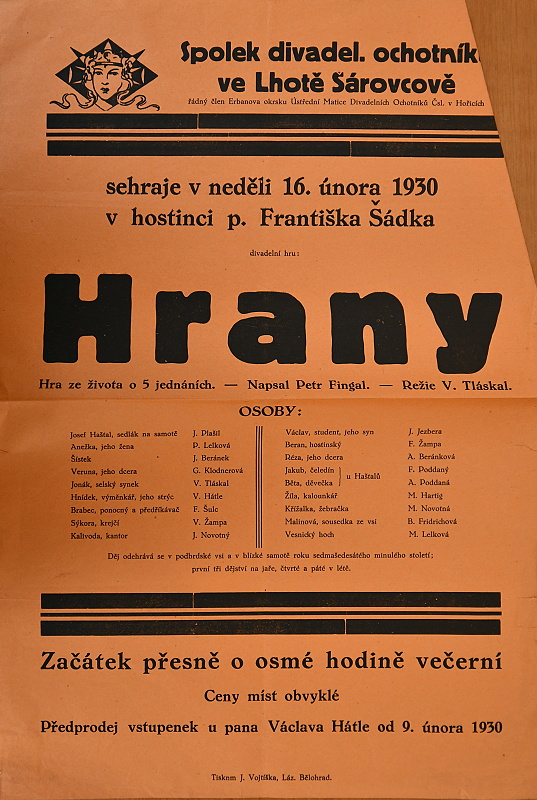 Spolek divadel. ochotník
ve Lhotě Šárovcově
řádný člen Erbanova okrsku Ústřední Matice Divadelních Ochotníků Čsl. v Hořicích
sehraje v neděli 16. února 1930
v hostinci p. Františka Šádka
divadelní hru:
Hrany
Hra ze života o 5 jednáních. — Napsal Petr Fingal. — Režie V. Tláskal.
OSOBY:
Josef Haštal, sedlák na samotě J. Plaštil
Anežka, jeho žena P. Lelková
Šístek J. Beránek
Veruna, jeho dcera G. Klodnerová
Jonák, selský synek V. Tláskal
Hnídek, výměnkář, jeho strýc V. Hátle
Brabec, ponocný a předříkávač F. Šulc
Sýkora, krejčí V. Žampa
Kalivoda, kantor J. Novotný
Václav, student, jeho syn J. Jezbera
Beran, hostinský F. Žampa
Réza, jeho dcera A. Beránková
Jakub, čeledín F. Poddaný
u Haštalů
Běta, děvečka A. Poddaná
Žíla, kalounkář M. Hartig
Křížalka, žebračka M. Novotná
Malinová, sousedka ze vsi B. Fridrichová
Vesnický hoch M. Lelková
Děj odehrává se v podbrdské vsi a v blízké samotě roku sedmašedesátého minulého století;
první tři dějství na jaře, čtvrté a páté v létě.
Začátek přesně o osmé hodině večerní
Ceny míst obvyklé
Předprodej vstupenek u pana Václava Hátle od 9. února 1930
Tisknm J. Vojtíška, Láz. Bělohrad.